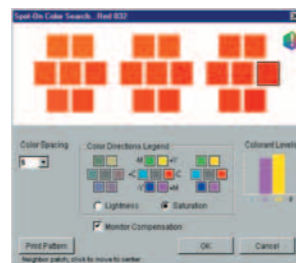 Spot-On Color Search...Red 032
Color Spacing
6
Color Directions Legend
Colorant Levels
-M +Y
+C -C
-Y +M
Lightness Saturation
Monitor Compensation
Print Pattern OK Cancel
Neighbor patch, click to move to center